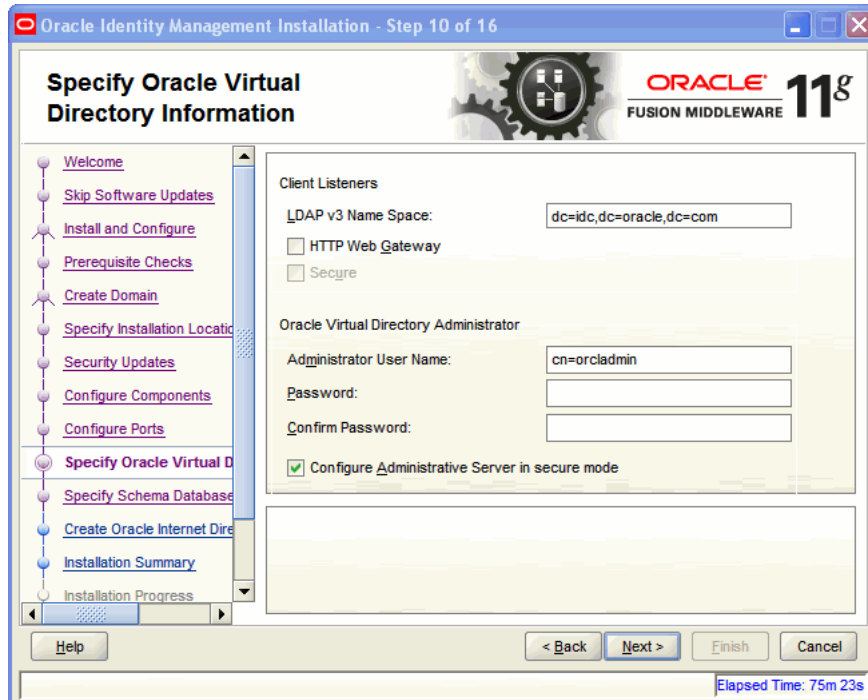 Oracle Identity Management Installation - Step 10 of 16
Specify Oracle Virtual
Directory Information
ORACLE
FUSION MIDDLEWARE 11g
Welcome
Skip Software Updates
Install and Configure
Prerequisite Checks
Create Domain
Specify Installation Locatio
Security Updates
Configure Components
Configure Ports
Specify Oracle Virtual D
Specify Schema Database
Create Oracle Internet Dire
Installation Summary
Installation Progress
Client Listeners
LDAP v3 Name Space: dc=idc,dc=oracle,dc=com
HTTP Web Gateway
Secure
Oracle Virtual Directory Administrator
Administrator User Name: cn=orcladmin
Password:
Confirm Password:
Configure Administrative Server in secure mode
Help < Back Next > Finish Cancel
Elapsed Time: 75m 23s